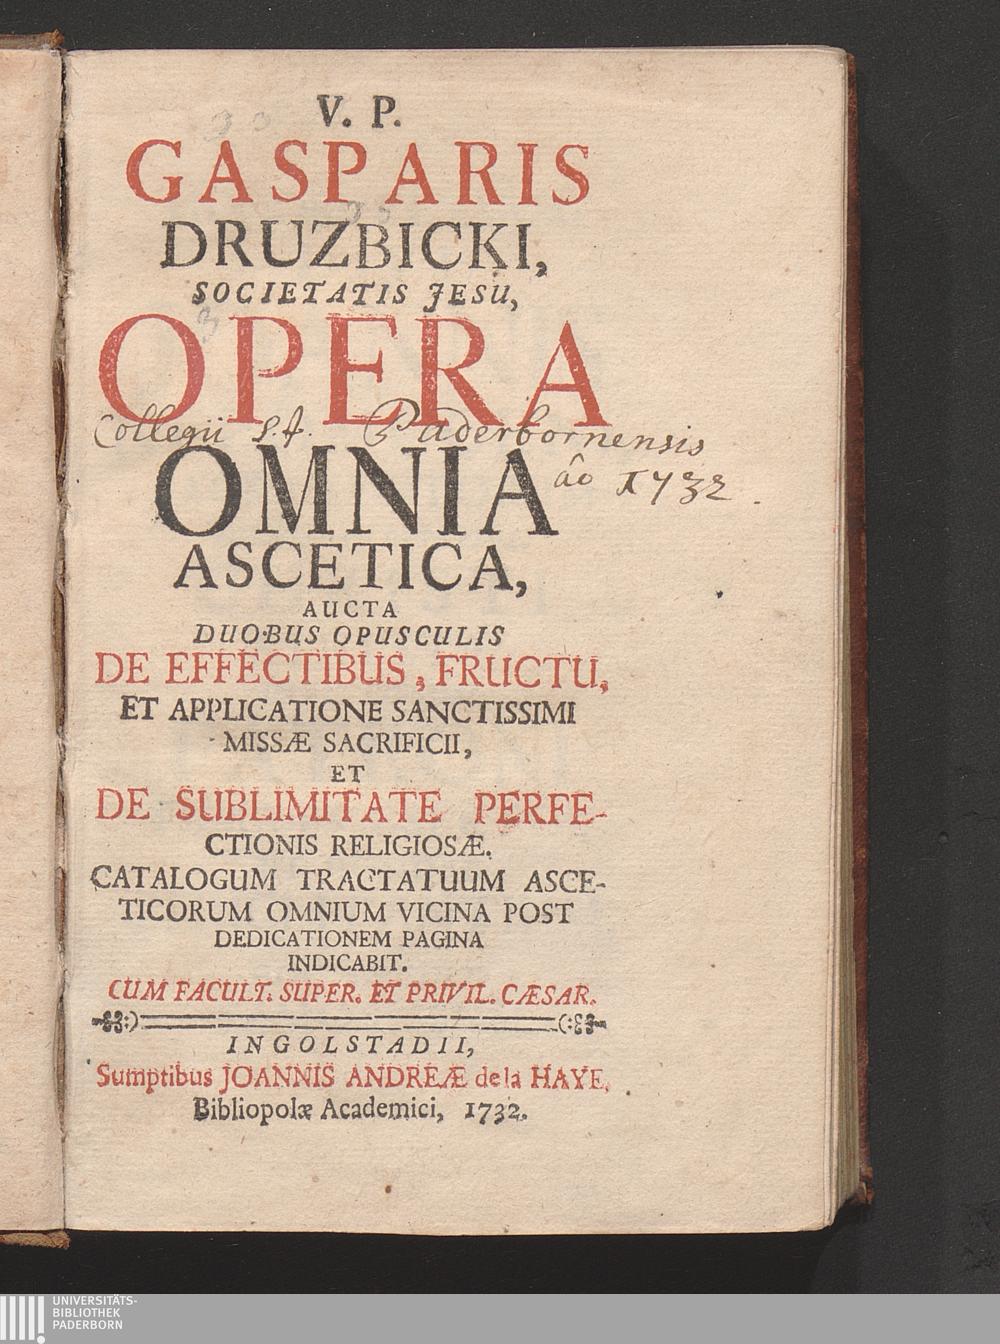 V. P.
GASPARIS
DRUZBICKI,
SOCIETATIS JESU,
OPERA
Collegii S. J. Paderbornensis
OMNIA
aô 1732.
ASCETICA,
AUCTA
DUOBUS OPUSCULIS
DE EFFECTIBUS, FRUCTU,
ET APPLICATIONE SANCTISSIMI
MISSÆ SACRIFICII,
ET
DE SUBLIMITATE PERFE-
CTIONIS RELIGIOSÆ.
CATALOGUM TRACTATUUM ASCE-
TICORUM OMNIUM VICINA POST
DEDICATIONEM PAGINA
INDICABIT.
CUM FACULT. SUPER. ET PRIVIL. CÆSAR.
INGOLSTADII,
Sumptibus JOANNIS ANDREÆ de la HAYE,
Bibliopolæ Academici, 1732.
UNIVERSITÄTS-
BIBLIOTHEK
PADERBORN